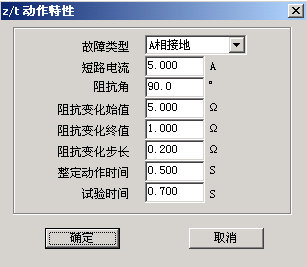 z/t 动作特性
故障类型 A相接地
短路电流 5.000 A
阻抗角 90.0 °
阻抗变化始值 5.000 Ω
阻抗变化终值 1.000 Ω
阻抗变化步长 0.200 Ω
整定动作时间 0.500 S
试验时间 0.700 S
确定 取消